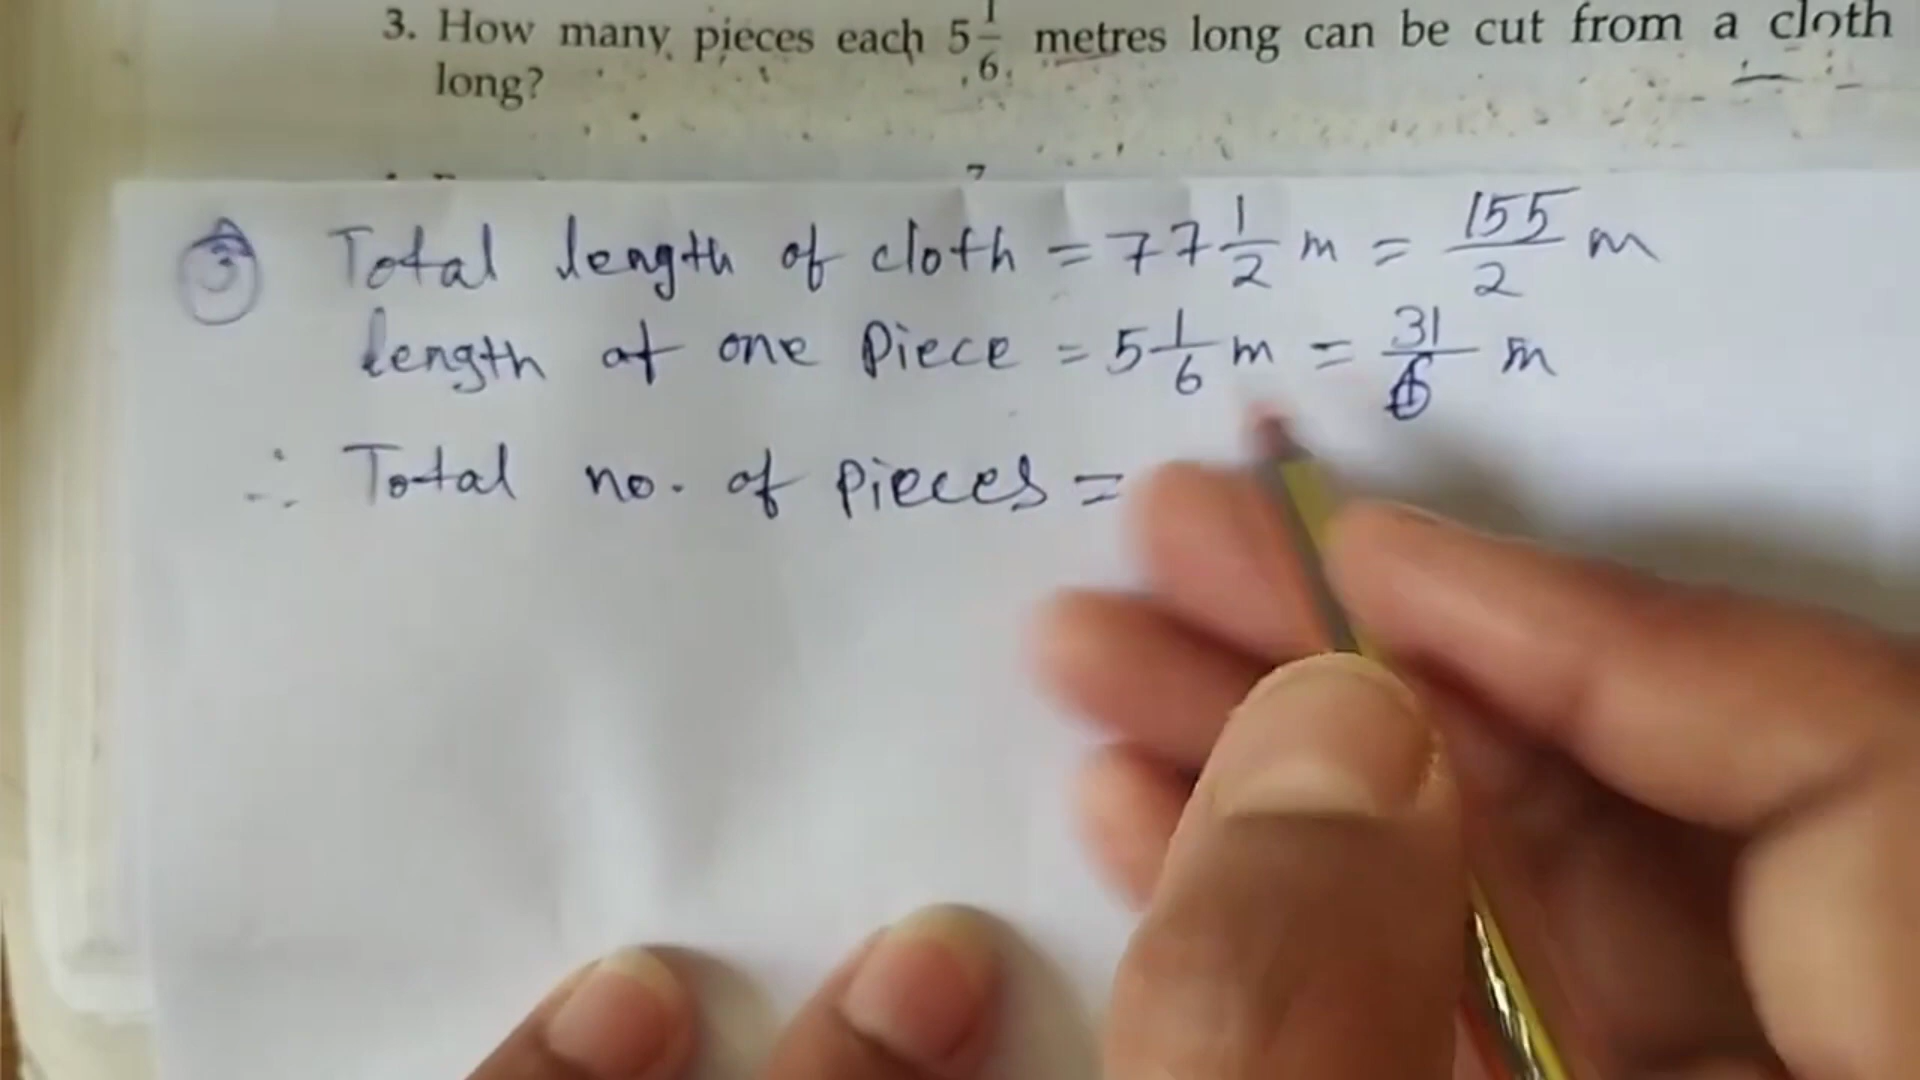 3. How many pieces each 5 1/6 metres long can be cut from a cloth
long?
③ Total length of cloth = 77 1/2 m = 155/2 m
length of one Piece = 5 1/6 m = 31/6 m
∴ Total no. of pieces =